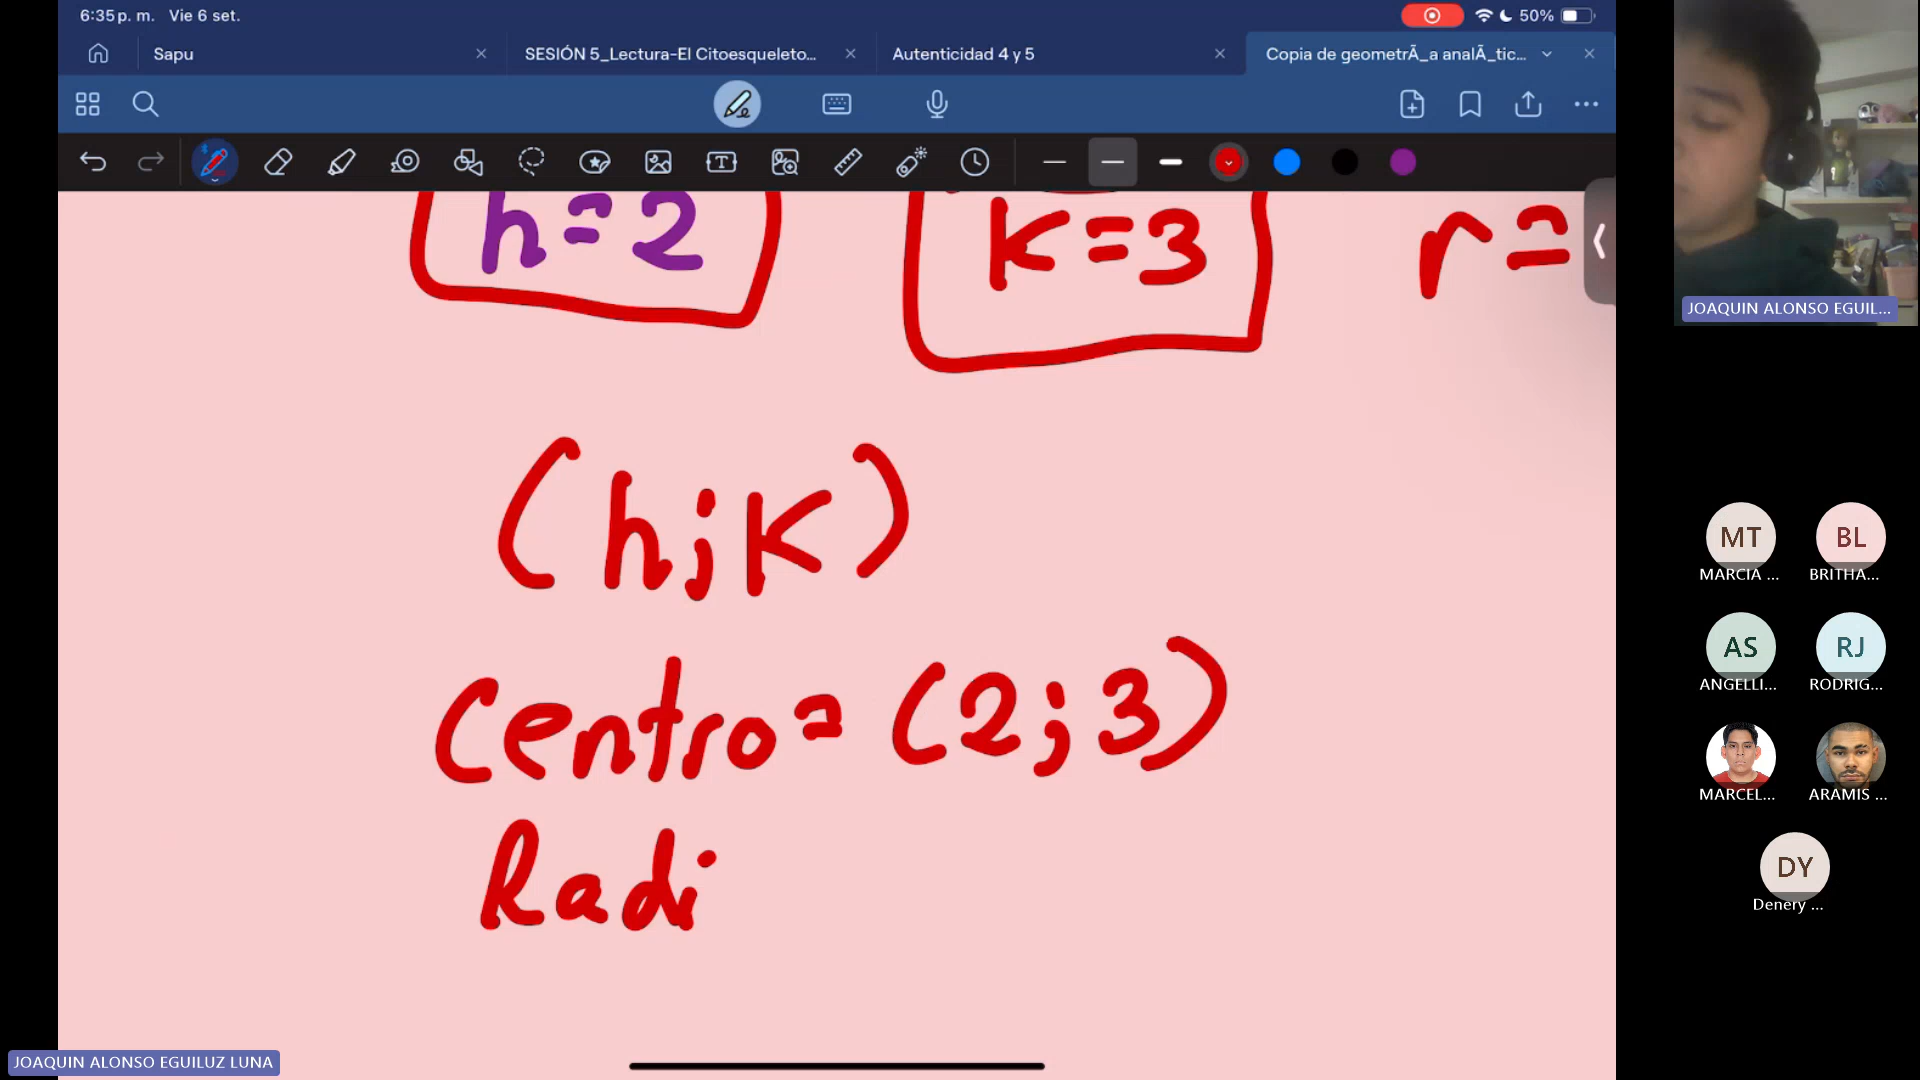 6:35 p. m. Vie 6 set.
50%
Sapu
SESIÓN 5_Lectura-El Citoesqueleto...
Autenticidad 4 y 5
Copia de geometrÃ_a analÃ_tic...
h=2
K=3
r=
(h;K)
Centro= (2;3)
Radi
JOAQUIN ALONSO EGUIL...
MT
MARCIA ...
BL
BRITHA...
AS
ANGELLI...
RJ
RODRIG...
MARCEL...
ARAMIS ...
DY
Denery ...
JOAQUIN ALONSO EGUILUZ LUNA